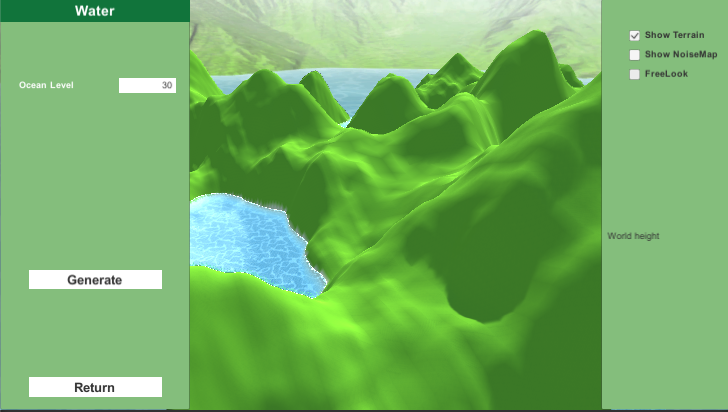 Water
Ocean Level
30
Generate
Return
Show Terrain
Show NoiseMap
FreeLook
World height